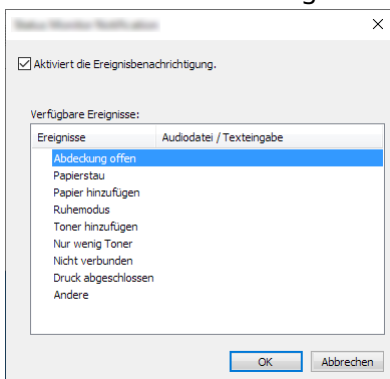 Aktiviert die Ereignisbenachrichtigung.
Verfügbare Ereignisse:
Ereignisse Audiodatei / Texteingabe
Abdeckung offen
Papierstau
Papier hinzufügen
Ruhemodus
Toner hinzufügen
Nur wenig Toner
Nicht verbunden
Druck abgeschlossen
Andere
OK Abbrechen